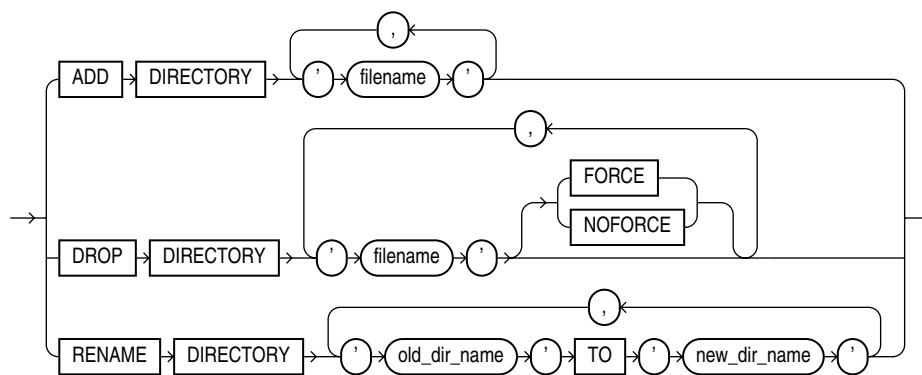 ,
ADD DIRECTORY ' filename '
,
FORCE
NOFORCE
DROP DIRECTORY ' filename '
,
RENAME DIRECTORY ' old_dir_name ' TO ' new_dir_name '